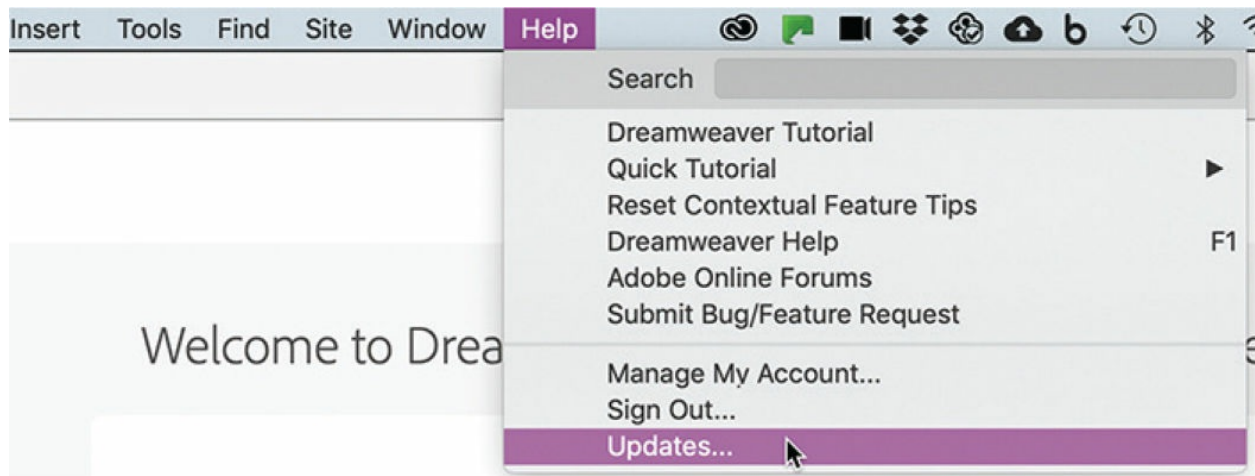 Insert Tools Find Site Window Help
Search
Dreamweaver Tutorial
Quick Tutorial
Reset Contextual Feature Tips
Dreamweaver Help F1
Adobe Online Forums
Submit Bug/Feature Request
Welcome to Drea
Manage My Account...
Sign Out...
Updates...